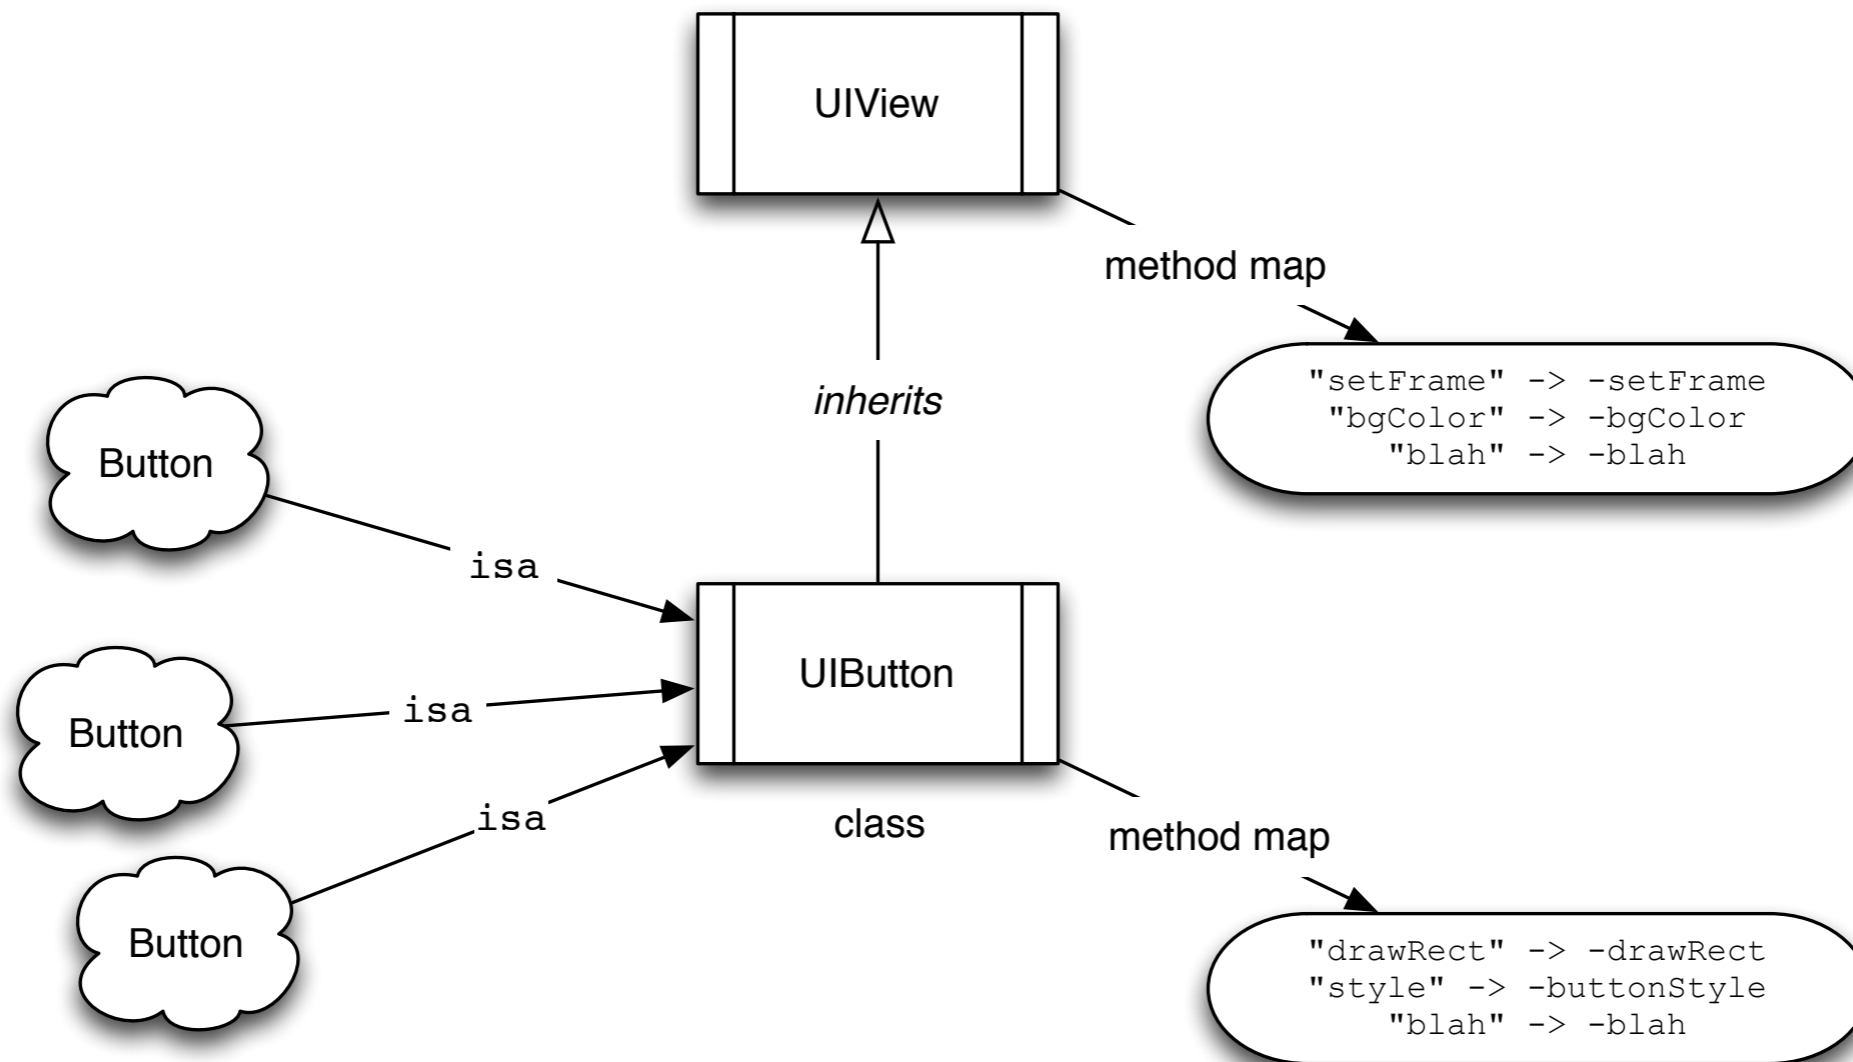 UIView
method map
"setFrame" -> -setFrame
"bgColor" -> -bgColor
"blah" -> -blah
inherits
Button
isa
UIButton
Button
isa
isa
class
method map
Button
"drawRect" -> -drawRect
"style" -> -buttonStyle
"blah" -> -blah